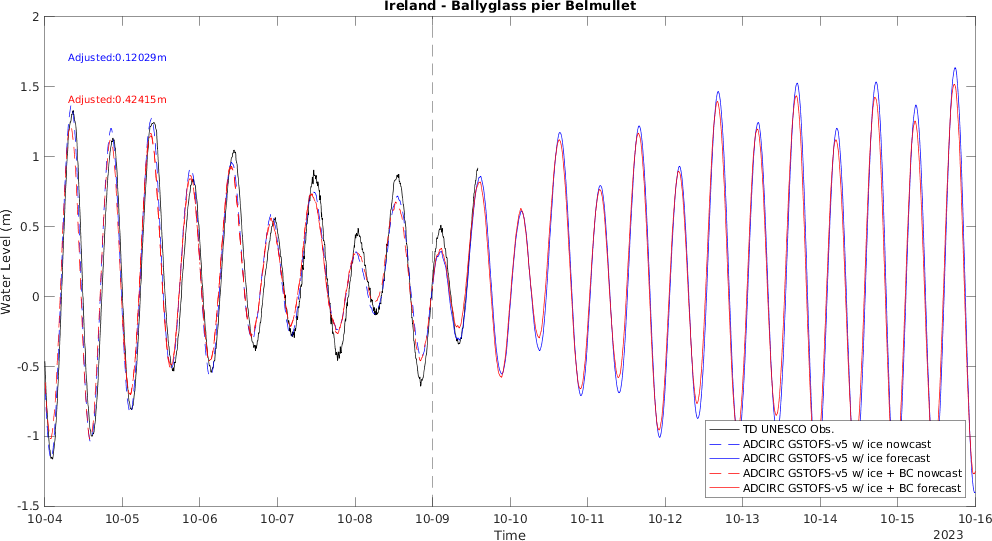 Ireland - Ballyglass pier Belmullet
2
1.5
1
0.5
0
-0.5
-1
-1.5
Water Level (m)
Adjusted:0.12029m
Adjusted:0.42415m
TD UNESCO Obs.
ADCIRC GSTOFS-v5 w/ ice nowcast
ADCIRC GSTOFS-v5 w/ ice forecast
ADCIRC GSTOFS-v5 w/ ice + BC nowcast
ADCIRC GSTOFS-v5 w/ ice + BC forecast
10-04 10-05 10-06 10-07 10-08 10-09 10-10 10-11 10-12 10-13 10-14 10-15 10-16
Time
2023